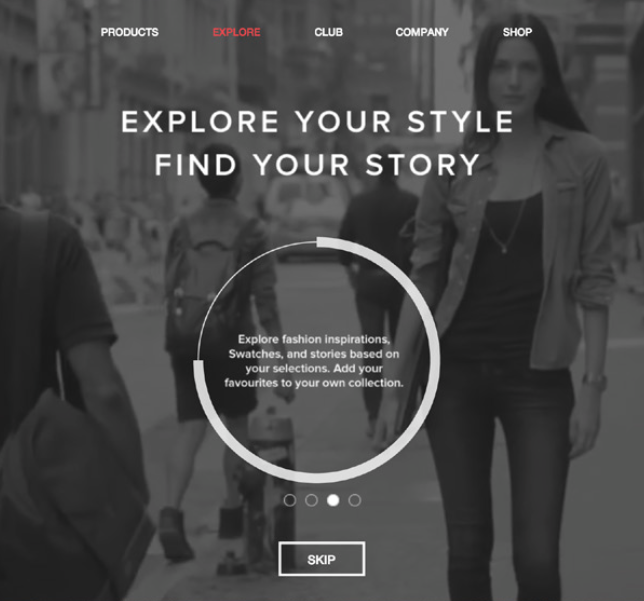 PRODUCTS EXPLORE CLUB COMPANY SHOP
EXPLORE YOUR STYLE
FIND YOUR STORY
Explore fashion inspirations,
Swatches, and stories based on
your selections. Add your
favourites to your own collection.
SKIP